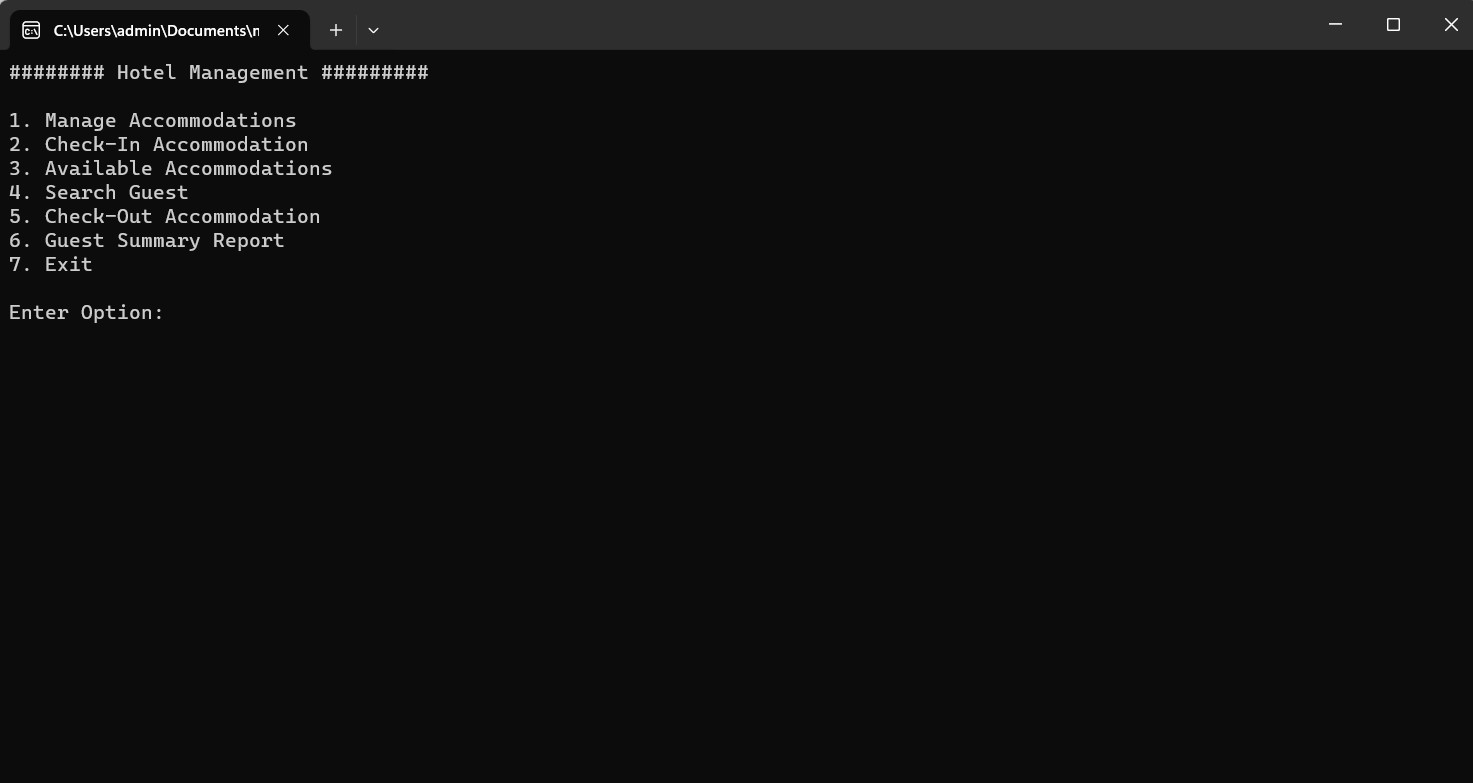 C:\Users\admin\Documents\n
######## Hotel Management #########
1. Manage Accommodations
2. Check-In Accommodation
3. Available Accommodations
4. Search Guest
5. Check-Out Accommodation
6. Guest Summary Report
7. Exit
Enter Option: